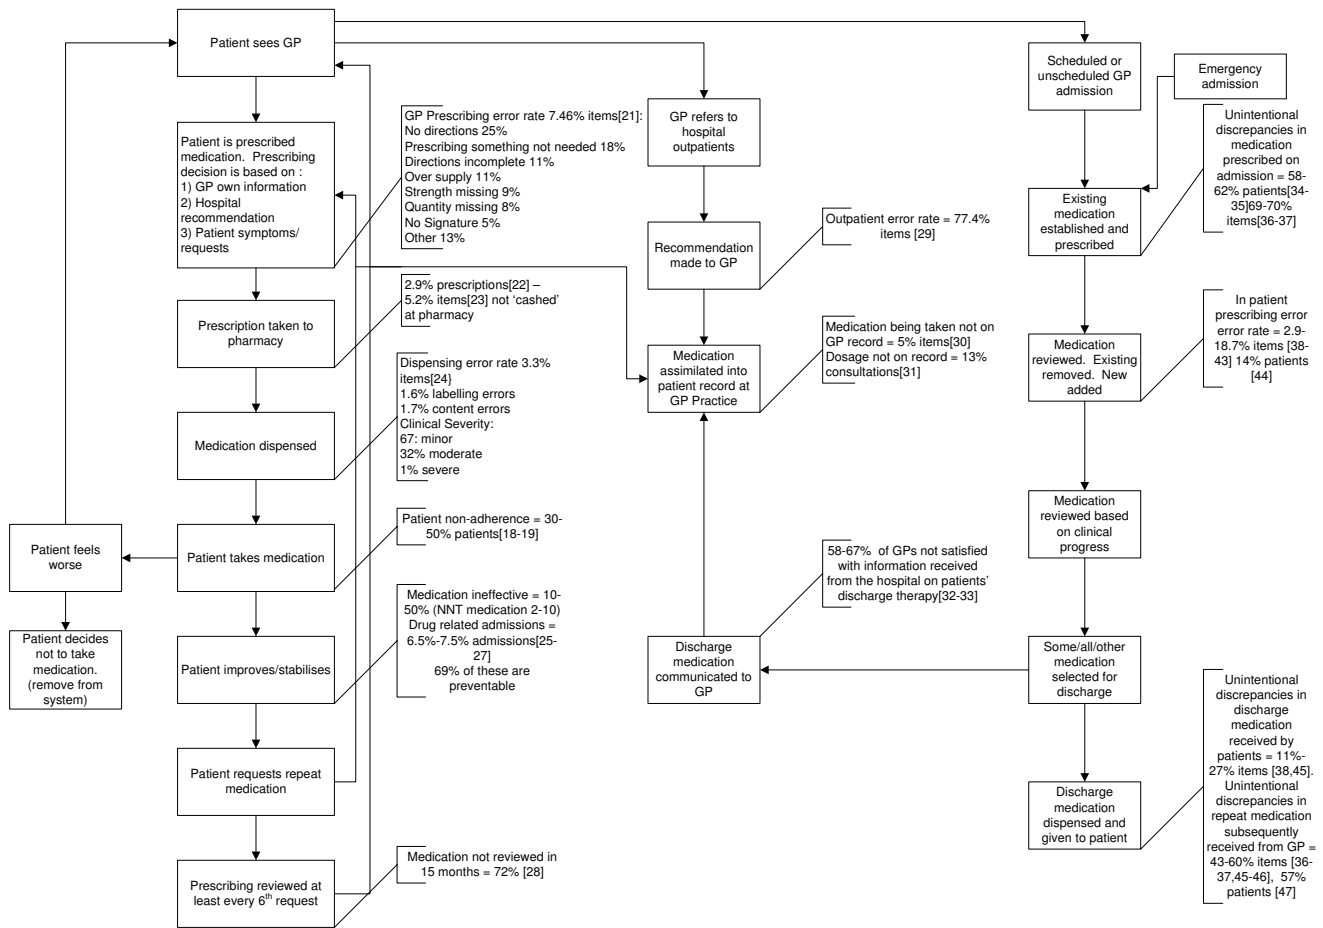 Patient sees GP
Patient is prescribed
medication.  Prescribing
decision is based on :
1) GP own information
2) Hospital
recommendation
3) Patient symptoms/
requests
Prescription taken to
pharmacy
Medication dispensed
Patient takes medication
Patient feels
worse
Patient decides
not to take
medication.
(remove from
system)
Patient improves/stabilises
Patient requests repeat
medication
Prescribing reviewed at
least every 6th request
GP Prescribing error rate 7.46% items[21]:
No directions 25%
Prescribing something not needed 18%
Directions incomplete 11%
Over supply 11%
Strength missing 9%
Quantity missing 8%
No Signature 5%
Other 13%
2.9% prescriptions[22] –
5.2% items[23] not ‘cashed’
at pharmacy
Dispensing error rate 3.3%
items[24}
1.6% labelling errors
1.7% content errors
Clinical Severity:
67: minor
32% moderate
1% severe
Patient non-adherence = 30-
50% patients[18-19]
Medication ineffective = 10-
50% (NNT medication 2-10)
Drug related admissions =
6.5%-7.5% admissions[25-
27]
69% of these are
preventable
Medication not reviewed in
15 months = 72% [28]
GP refers to
hospital
outpatients
Recommendation
made to GP
Medication
assimilated into
patient record at
GP Practice
Discharge
medication
communicated to
GP
Outpatient error rate = 77.4%
items [29]
Medication being taken not on
GP record = 5% items[30]
Dosage not on record = 13%
consultations[31]
58-67%  of GPs not satisfied
with information received
from the hospital on patients’
discharge therapy[32-33]
Scheduled or
unscheduled GP
admission
Emergency
admission
Existing
medication
established and
prescribed
Medication
reviewed.  Existing
removed.  New
added
Medication
reviewed based
on clinical
progress
Some/all/other
medication
selected for
discharge
Discharge
medication
dispensed and
given to patient
Unintentional
discrepancies in
medication
prescribed on
admission = 58-
62% patients[34-
35]69-70%
items[36-37]
In patient
prescribing error
error rate = 2.9-
18.7% items [38-
43] 14% patients
[44]
Unintentional
discrepancies in
discharge
medication
received by
patients = 11%-
27% items [38,45].
Unintentional
discrepancies in
repeat medication
subsequently
received from GP =
43-60% items [36-
37,45-46],  57%
patients [47]